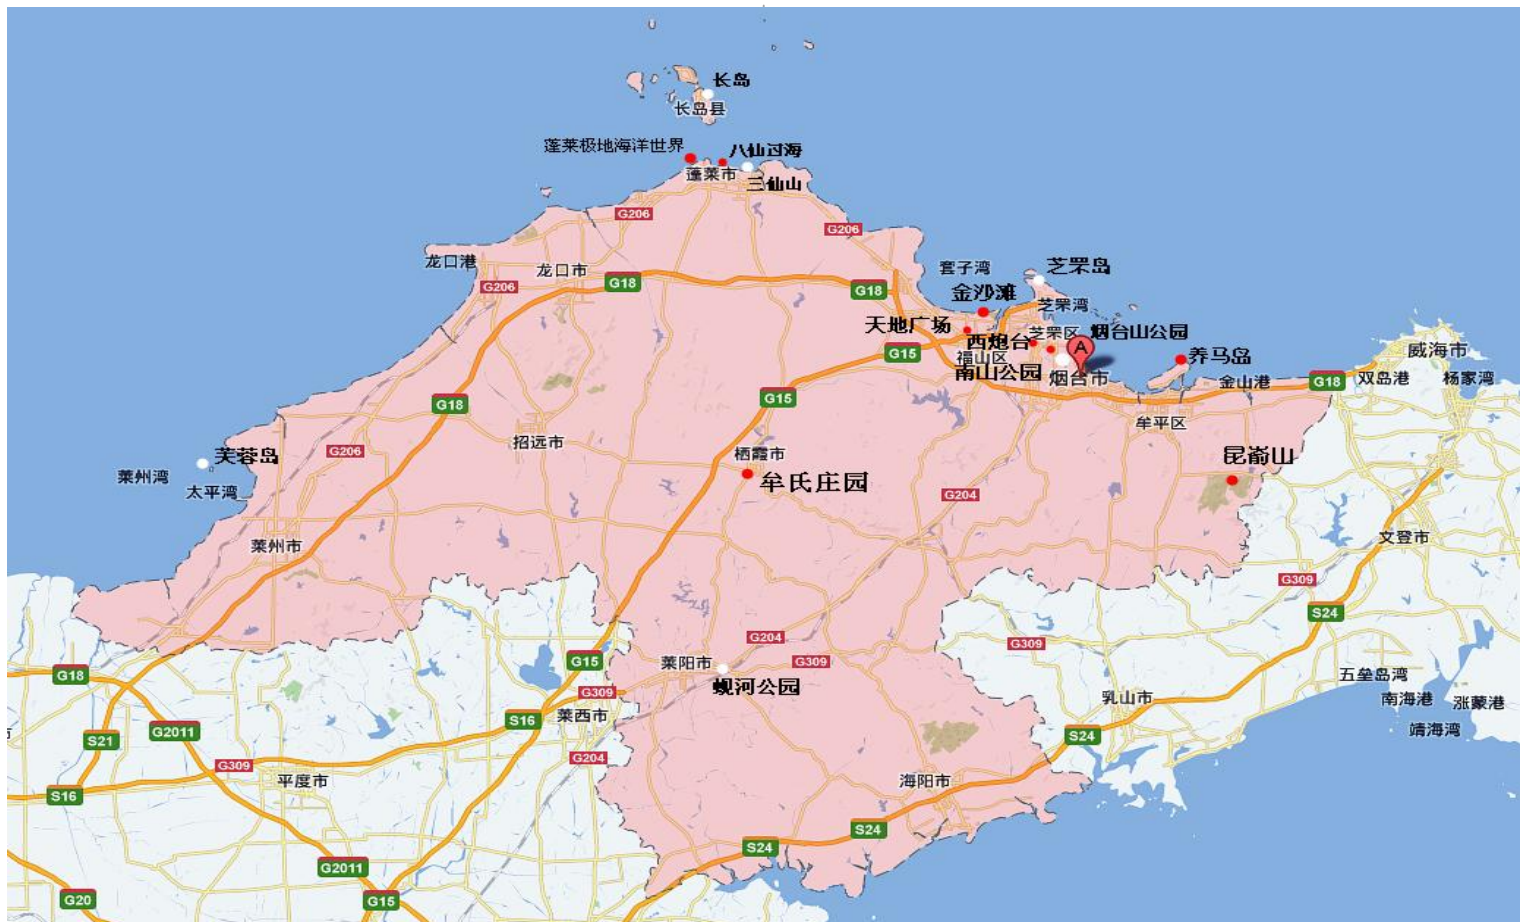 长岛
长岛县
蓬莱极地海洋世界
八仙过海
蓬莱市
三仙山
G206
G206
龙口港
龙口市
G206
G18
G18
套子湾
芝罘岛
金沙滩
芝罘湾
天地广场
西炮台
芝罘区
烟台山公园
A
福山区
南山公园
烟台市
养马岛
金山港
G18
双岛港
威海市
杨家湾
G15
G15
G18
牟平区
招远市
栖霞市
牟氏庄园
昆嵛山
G206
芙蓉岛
莱州湾
太平湾
G204
莱州市
文登市
G309
S24
G204
G309
G309
莱阳市
蚬河公园
G15
G309
G18
S16
莱西市
G2011
S21
G204
G309
平度市
S16
五垒岛湾
南海港
涨蒙港
靖海湾
乳山市
S24
海阳市
S24
S24
G2011
G15
G20